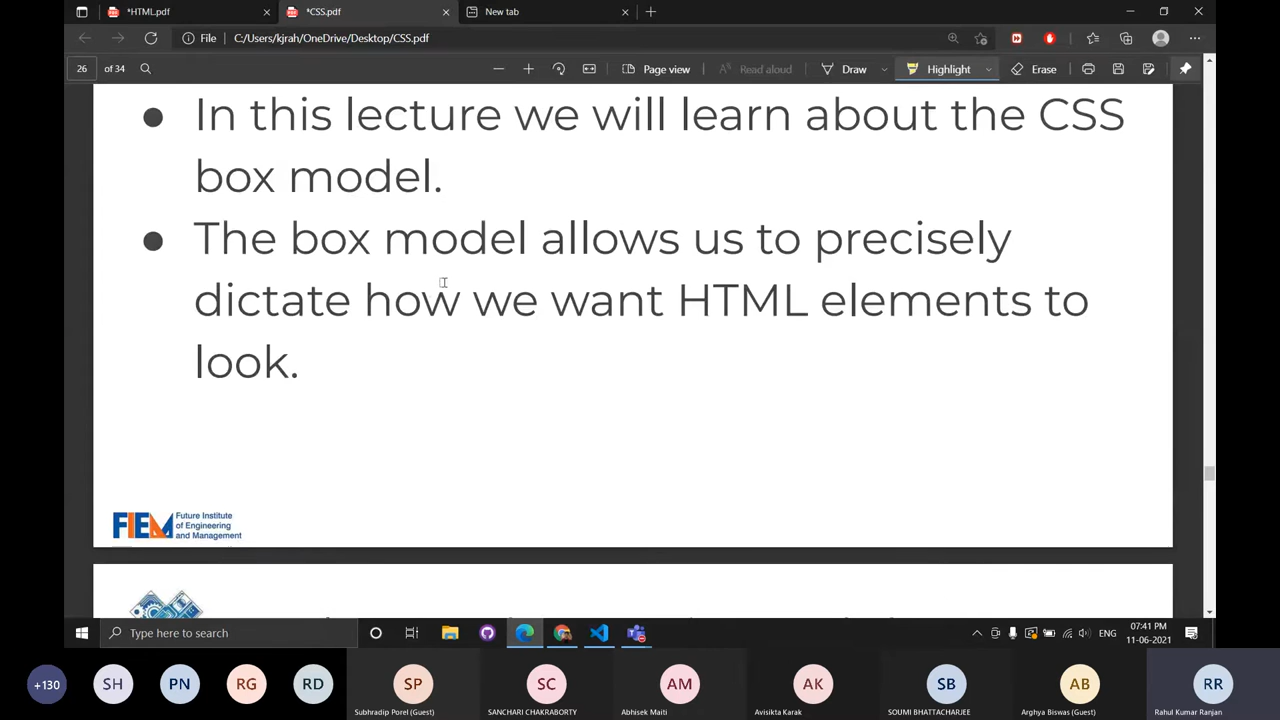 *HTML.pdf
*CSS.pdf
New tab
File
C:/Users/kjrah/OneDrive/Desktop/CSS.pdf
26
of 34
Page view
Read aloud
Draw
Highlight
Erase
● In this lecture we will learn about the CSS
box model.
● The box model allows us to precisely
dictate how we want HTML elements to
look.
FIEM
Future Institute
of Engineering
and Management
Type here to search
ENG
07:41 PM
11-06-2021
+130
SH
PN
RG
RD
SP
SC
AM
AK
SB
AB
RR
Subhradip Porel (Guest)
SANCHARI CHAKRABORTY
Abhisek Maiti
Avisikta Karak
SOUMI BHATTACHARJEE
Arghya Biswas (Guest)
Rahul Kumar Ranjan